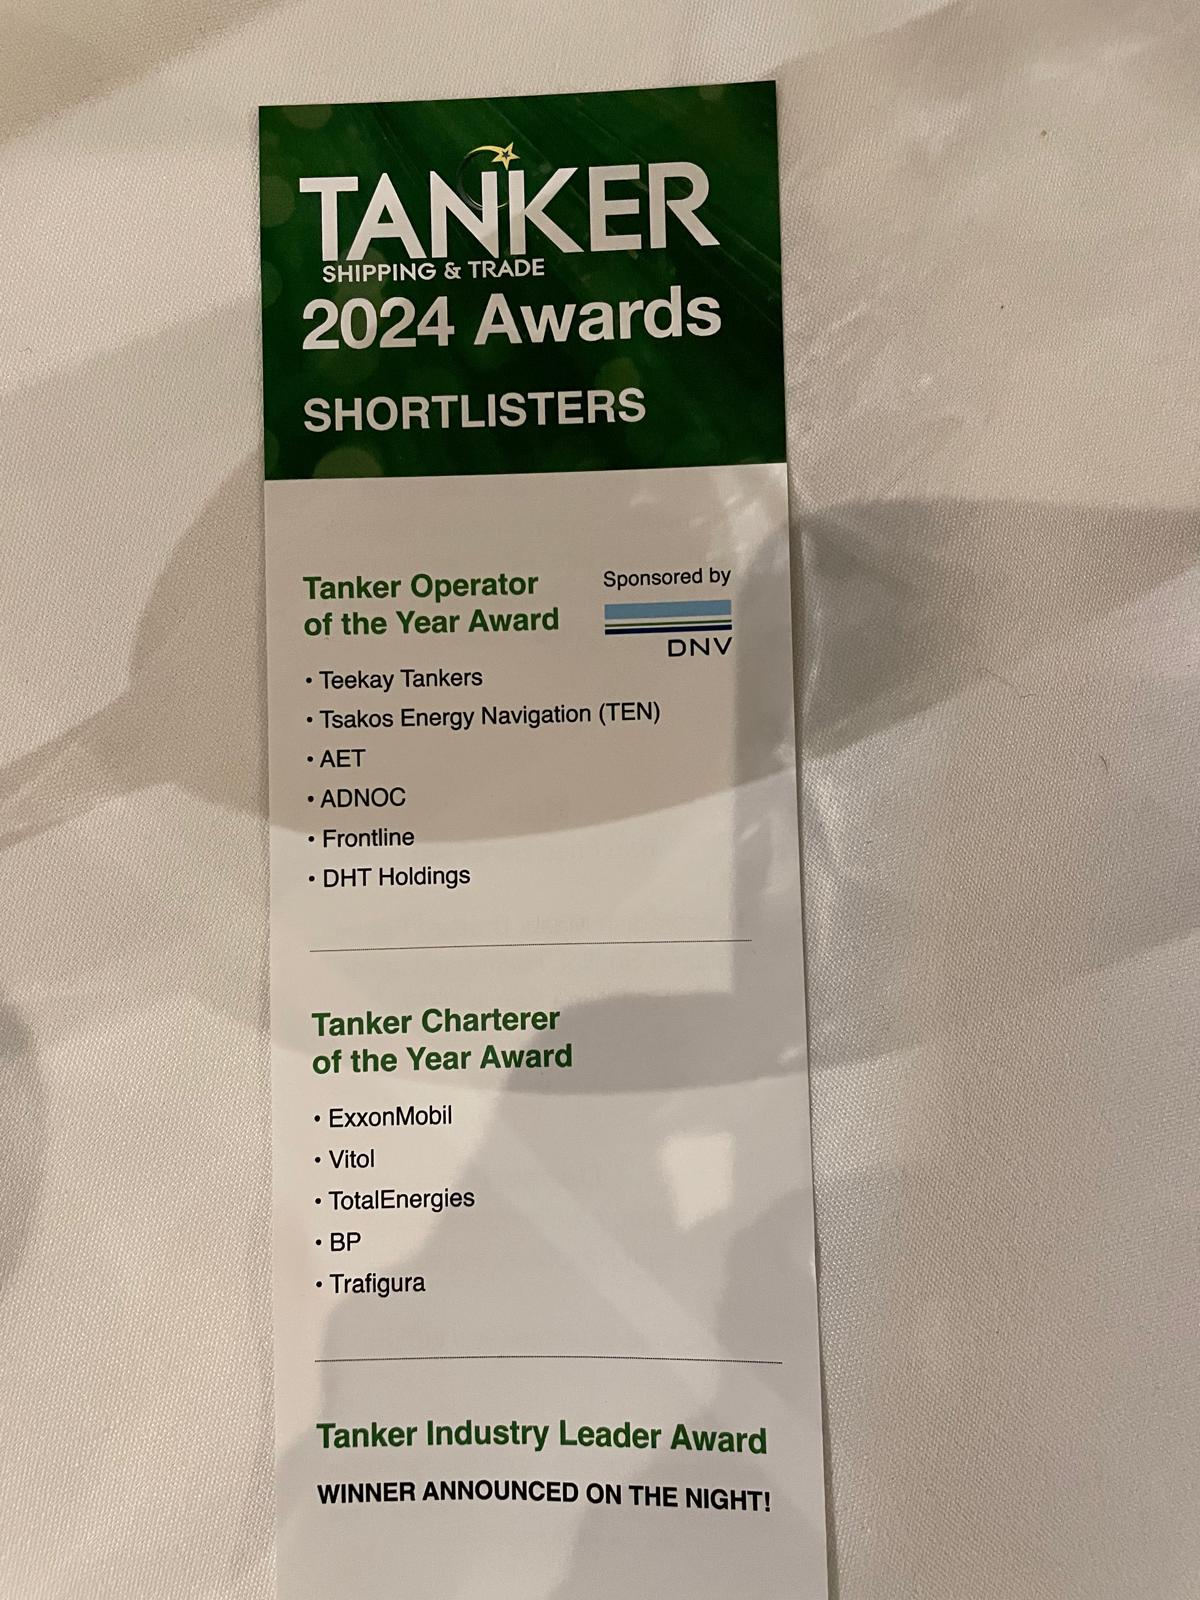 TANKER
SHIPPING & TRADE
2024 Awards
SHORTLISTERS
Tanker Operator
of the Year Award
Sponsored by
DNV
• Teekay Tankers
• Tsakos Energy Navigation (TEN)
• AET
• ADNOC
• Frontline
• DHT Holdings
Tanker Charterer
of the Year Award
• ExxonMobil
• Vitol
• TotalEnergies
• BP
• Trafigura
Tanker Industry Leader Award
WINNER ANNOUNCED ON THE NIGHT!